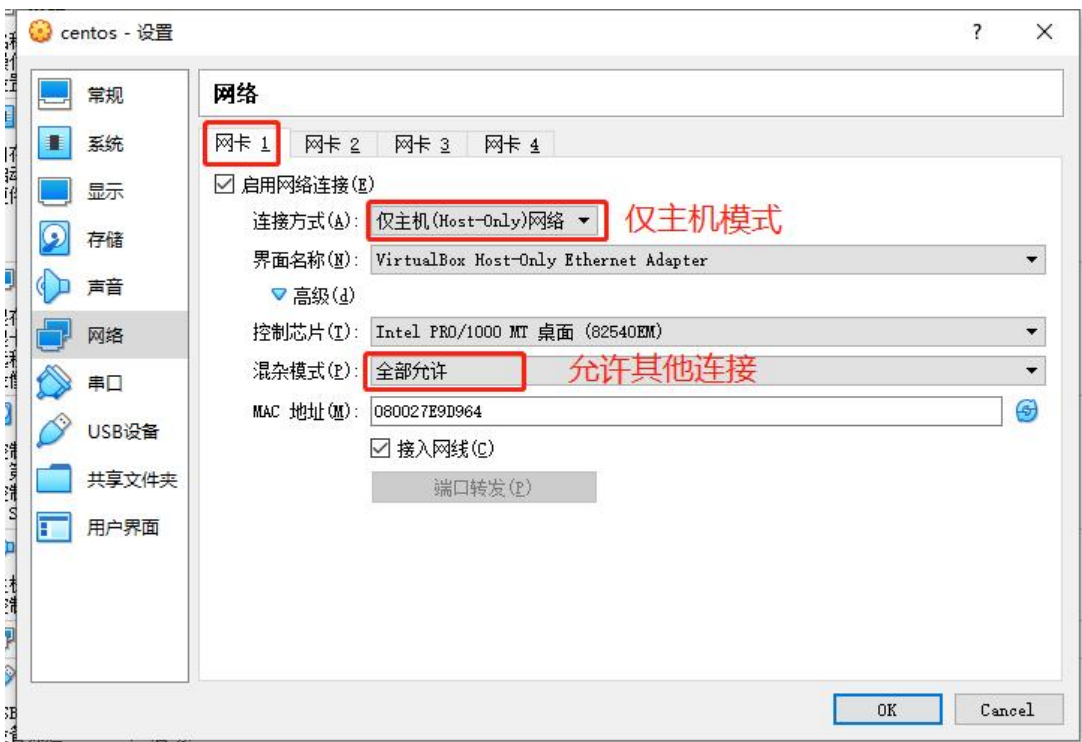 centos - 设置
?
常规
系统
显示
存储
声音
网络
串口
USB设备
共享文件夹
用户界面
网络
网卡 1 网卡 2 网卡 3 网卡 4
启用网络连接(E)
连接方式(A): 仅主机(Host-Only)网络 仅主机模式
界面名称(N): VirtualBox Host-Only Ethernet Adapter
高级(d)
控制芯片(T): Intel PRO/1000 MT 桌面 (82540EM)
混杂模式(P): 全部允许 允许其他连接
MAC 地址(M): 080027E9D964
接入网线(C)
端口转发(P)
OK Cancel